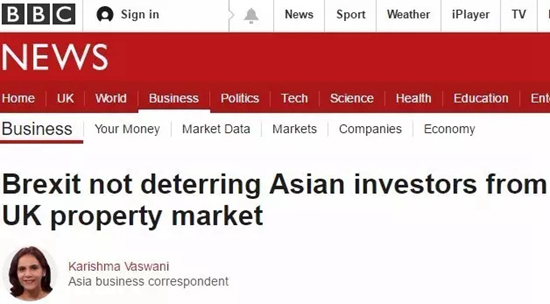 BBC Sign in News Sport Weather iPlayer TV
NEWS
Home UK World Business Politics Tech Science Health Education
Business Your Money Market Data Markets Companies Economy
Brexit not deterring Asian investors from
UK property market
Karishma Vaswani
Asia business correspondent